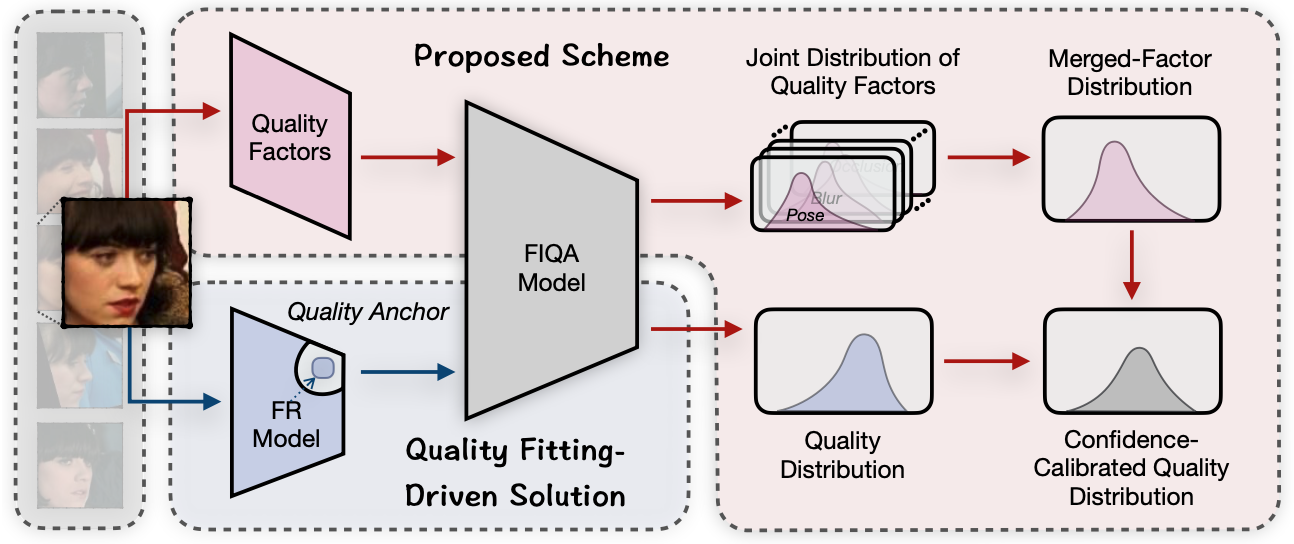 Proposed Scheme
Quality
Factors
Joint Distribution of
Quality Factors
Merged-Factor
Distribution
Occlusion
Blur
Pose
FIQA
Model
Quality Anchor
FR
Model
Quality Fitting-
Driven Solution
Quality
Distribution
Confidence-
Calibrated Quality
Distribution